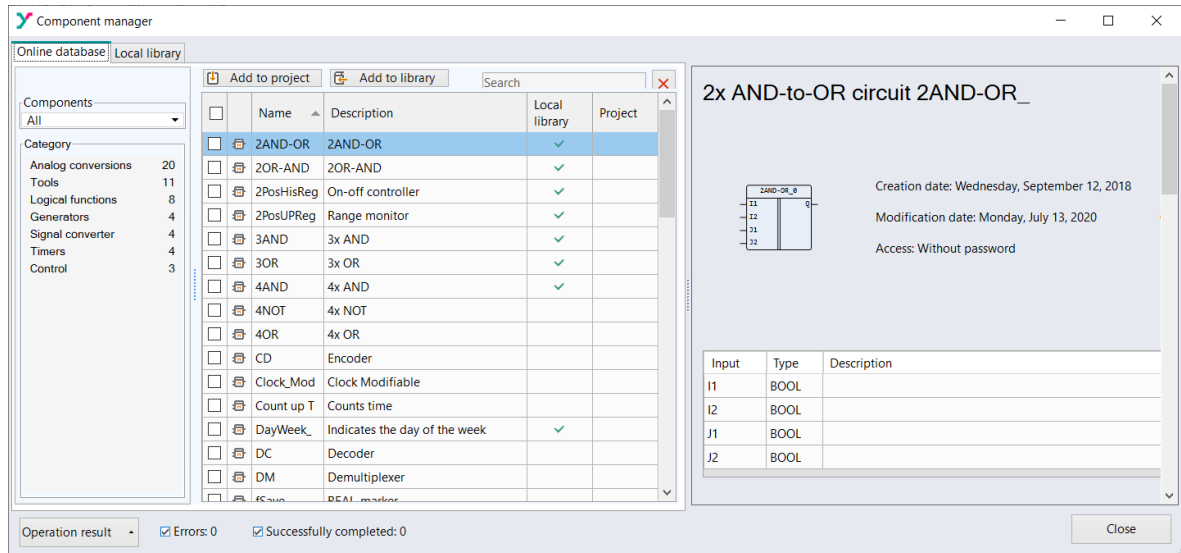 Component manager
Online database Local library
Add to project Add to library Search
Components
All
Category
Analog conversions 20
Tools 11
Logical functions 8
Generators 4
Signal converter 4
Timers 4
Control 3
Name Description Local library Project
2AND-OR 2AND-OR
2OR-AND 2OR-AND
2PosHisReg On-off controller
2PosUPReg Range monitor
3AND 3x AND
3OR 3x OR
4AND 4x AND
4NOT 4x NOT
4OR 4x OR
CD Encoder
Clock_Mod Clock Modifiable
Count up T Counts time
DayWeek_ Indicates the day of the week
DC Decoder
DM Demultiplexer
fSave REAL marker
2x AND-to-OR circuit 2AND-OR_
2AND-OR_0
I1 Q
I2
J1
J2
Creation date: Wednesday, September 12, 2018
Modification date: Monday, July 13, 2020
Access: Without password
Input Type Description
I1 BOOL
I2 BOOL
J1 BOOL
J2 BOOL
Operation result Errors: 0 Successfully completed: 0 Close